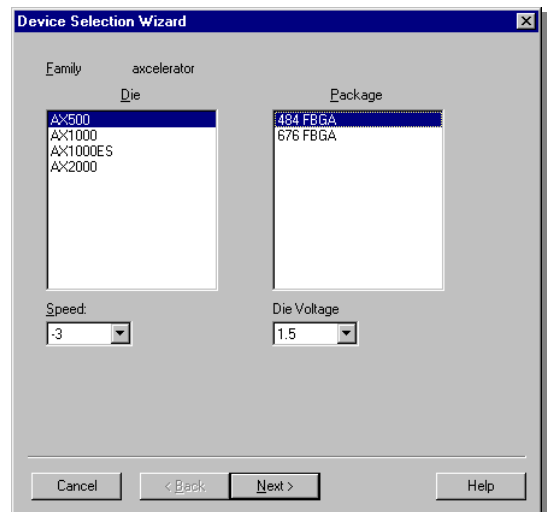 Device Selection Wizard
Family axcelerator
Die Package
AX500 484 FBGA
AX1000 676 FBGA
AX1000ES
AX2000
Speed: Die Voltage
-3 1.5
Cancel < Back Next > Help